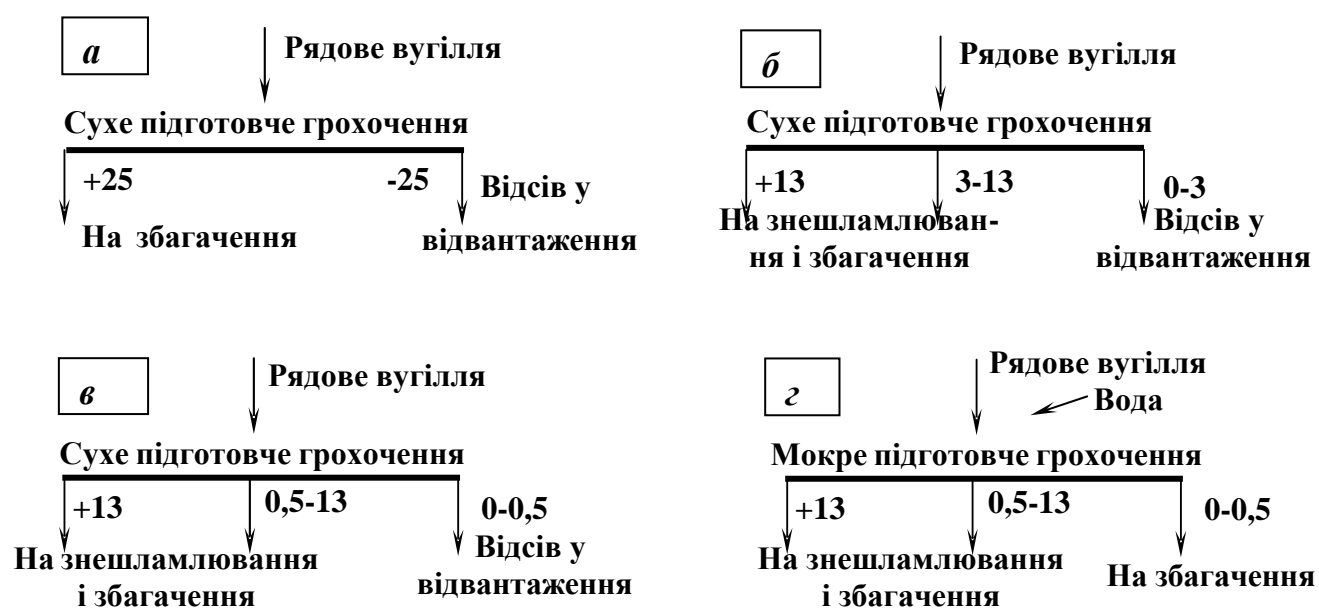 а
Рядове вугілля
Сухе підготовче грохочення
+25
-25
Відсів у
відвантаження
На збагачення
б
Рядове вугілля
Сухе підготовче грохочення
+13
3-13
0-3
На знешламлюван-
ня і збагачення
Відсів у
відвантаження
в
Рядове вугілля
Сухе підготовче грохочення
+13
0,5-13
0-0,5
На знешламлювання
і збагачення
Відсів у
відвантаження
г
Рядове вугілля
Вода
Мокре підготовче грохочення
+13
0,5-13
0-0,5
На знешламлювання
і збагачення
На збагачення